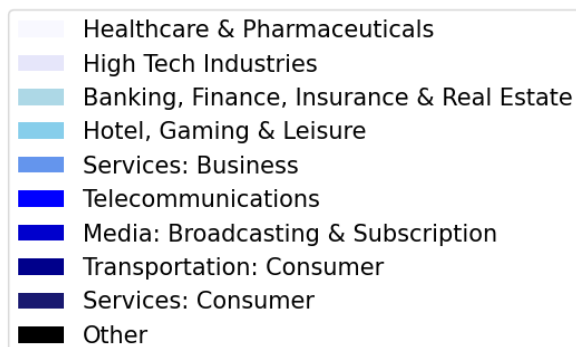 Healthcare & Pharmaceuticals
High Tech Industries
Banking, Finance, Insurance & Real Estate
Hotel, Gaming & Leisure
Services: Business
Telecommunications
Media: Broadcasting & Subscription
Transportation: Consumer
Services: Consumer
Other